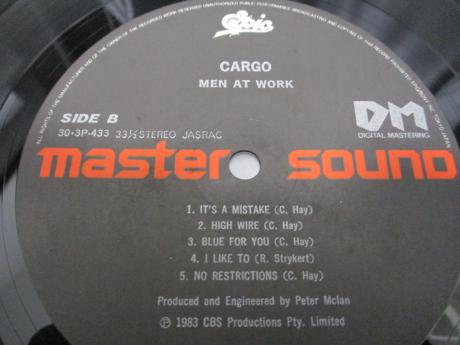 Epic
CARGO
MEN AT WORK
SIDE B
30·3P-433 33⅓ STEREO JASRAC
DM
DIGITAL MASTERING
master sound
1. IT'S A MISTAKE (C. Hay)
2. HIGH WIRE (C. Hay)
3. BLUE FOR YOU (C. Hay)
4. I LIKE TO (R. Strykert)
5. NO RESTRICTIONS (C. Hay)
Produced and Engineered by Peter Mclan
Ⓟ 1983 CBS Productions Pty. Limited